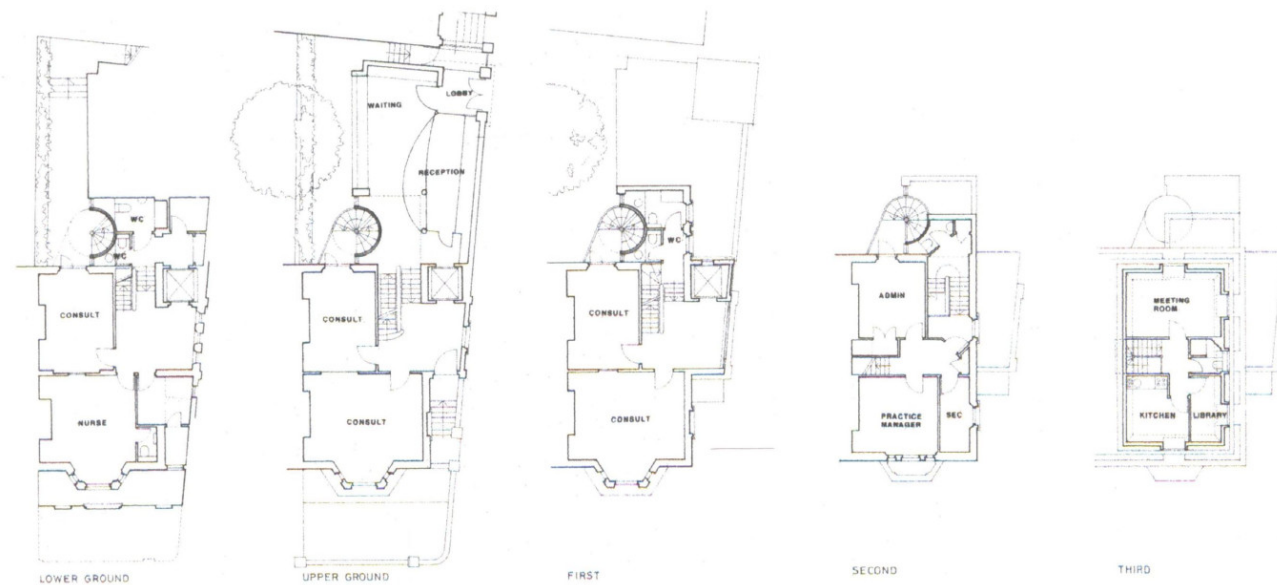 WC
WC
CONSULT
NURSE
LOWER GROUND
WAITING
LOBBY
RECEPTION
CONSULT
CONSULT
UPPER GROUND
WC
CONSULT
CONSULT
FIRST
ADMIN
PRACTICE
MANAGER
SEC
SECOND
MEETING
ROOM
KITCHEN
LIBRARY
THIRD